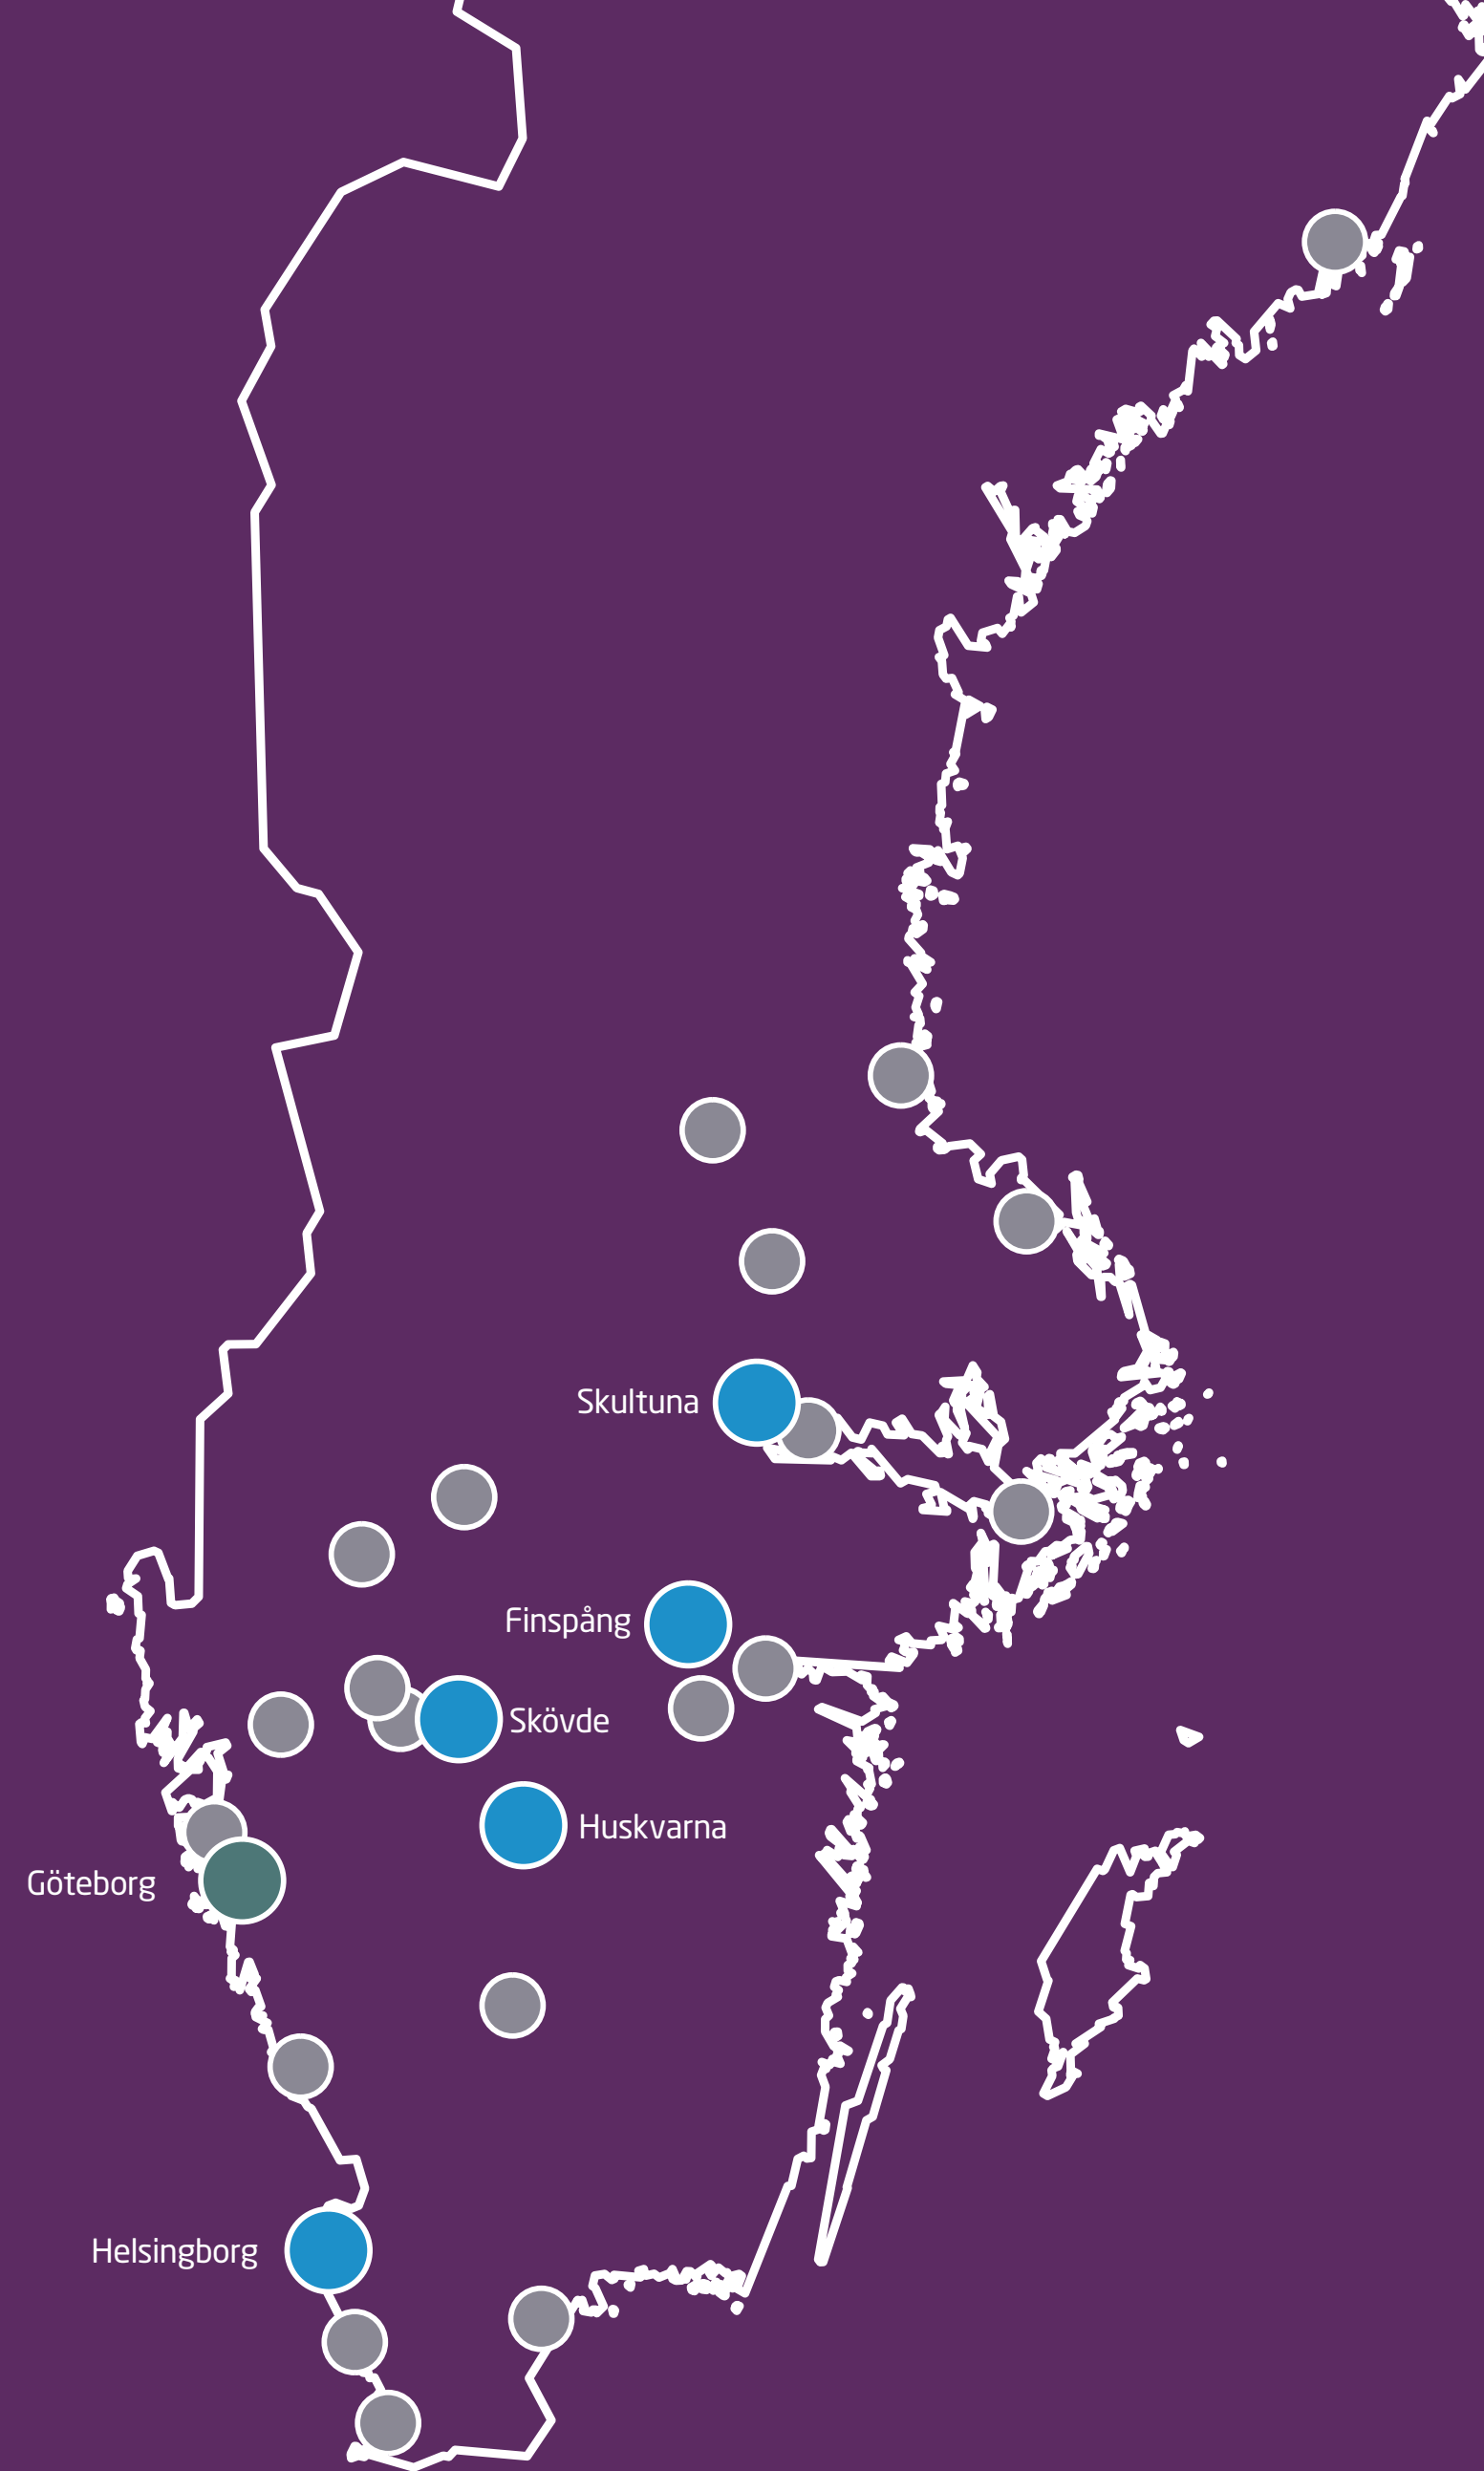 Skultuna
Finspång
Skövde
Huskvarna
Göteborg
Helsingborg